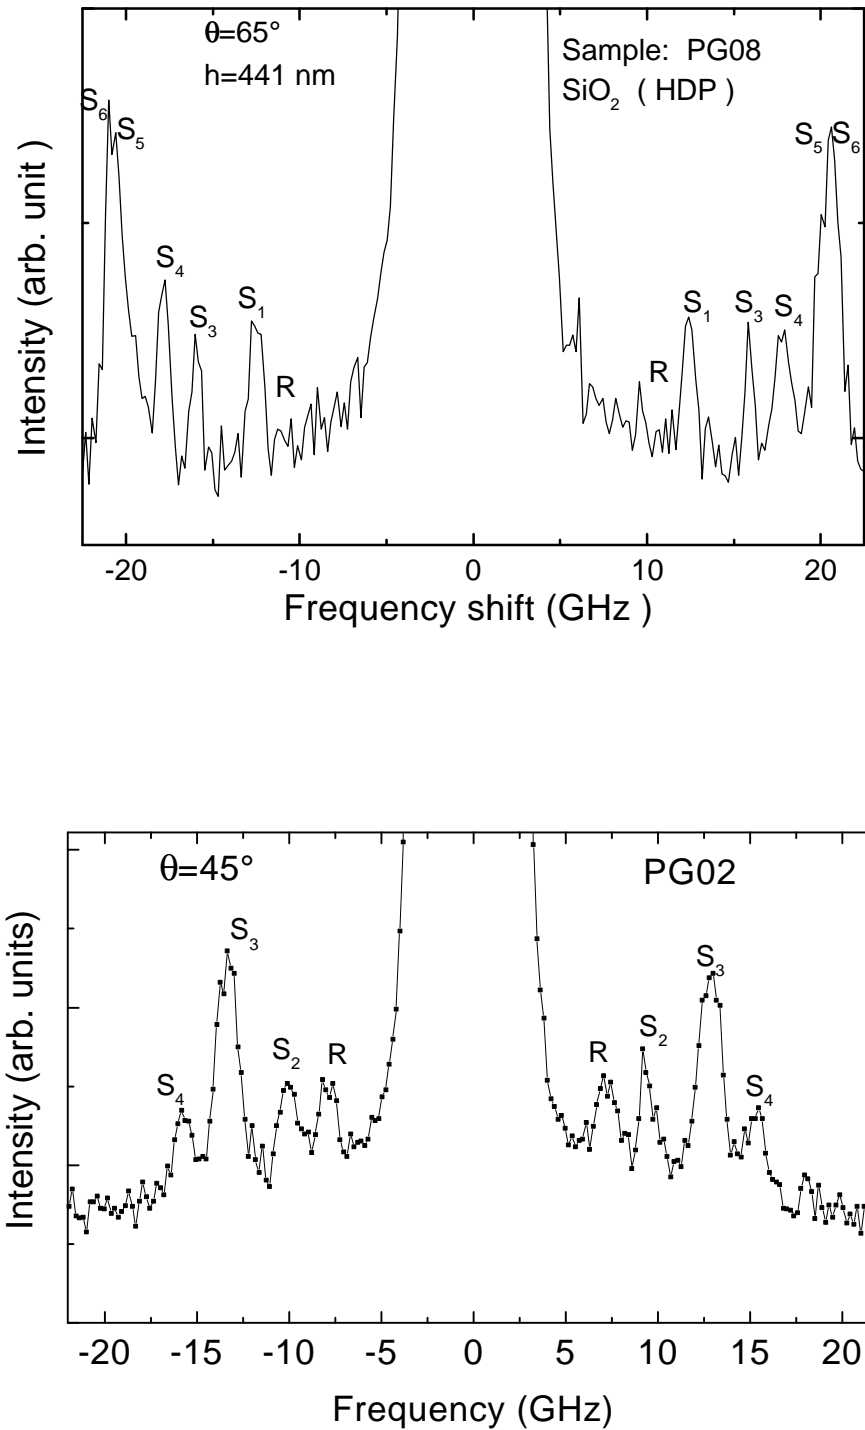 θ=65°
h=441 nm
Sample: PG08
SiO₂ ( HDP )
S₆
S₅
S₄
S₃
S₁
R
R
S₁
S₃
S₄
S₅
S₆
Intensity (arb. unit )
-20
-10
0
10
20
Frequency shift (GHz )
θ=45°
PG02
S₄
S₃
S₂
R
R
S₂
S₃
S₄
Intensity (arb. units)
-20
-15
-10
-5
0
5
10
15
20
Frequency (GHz)